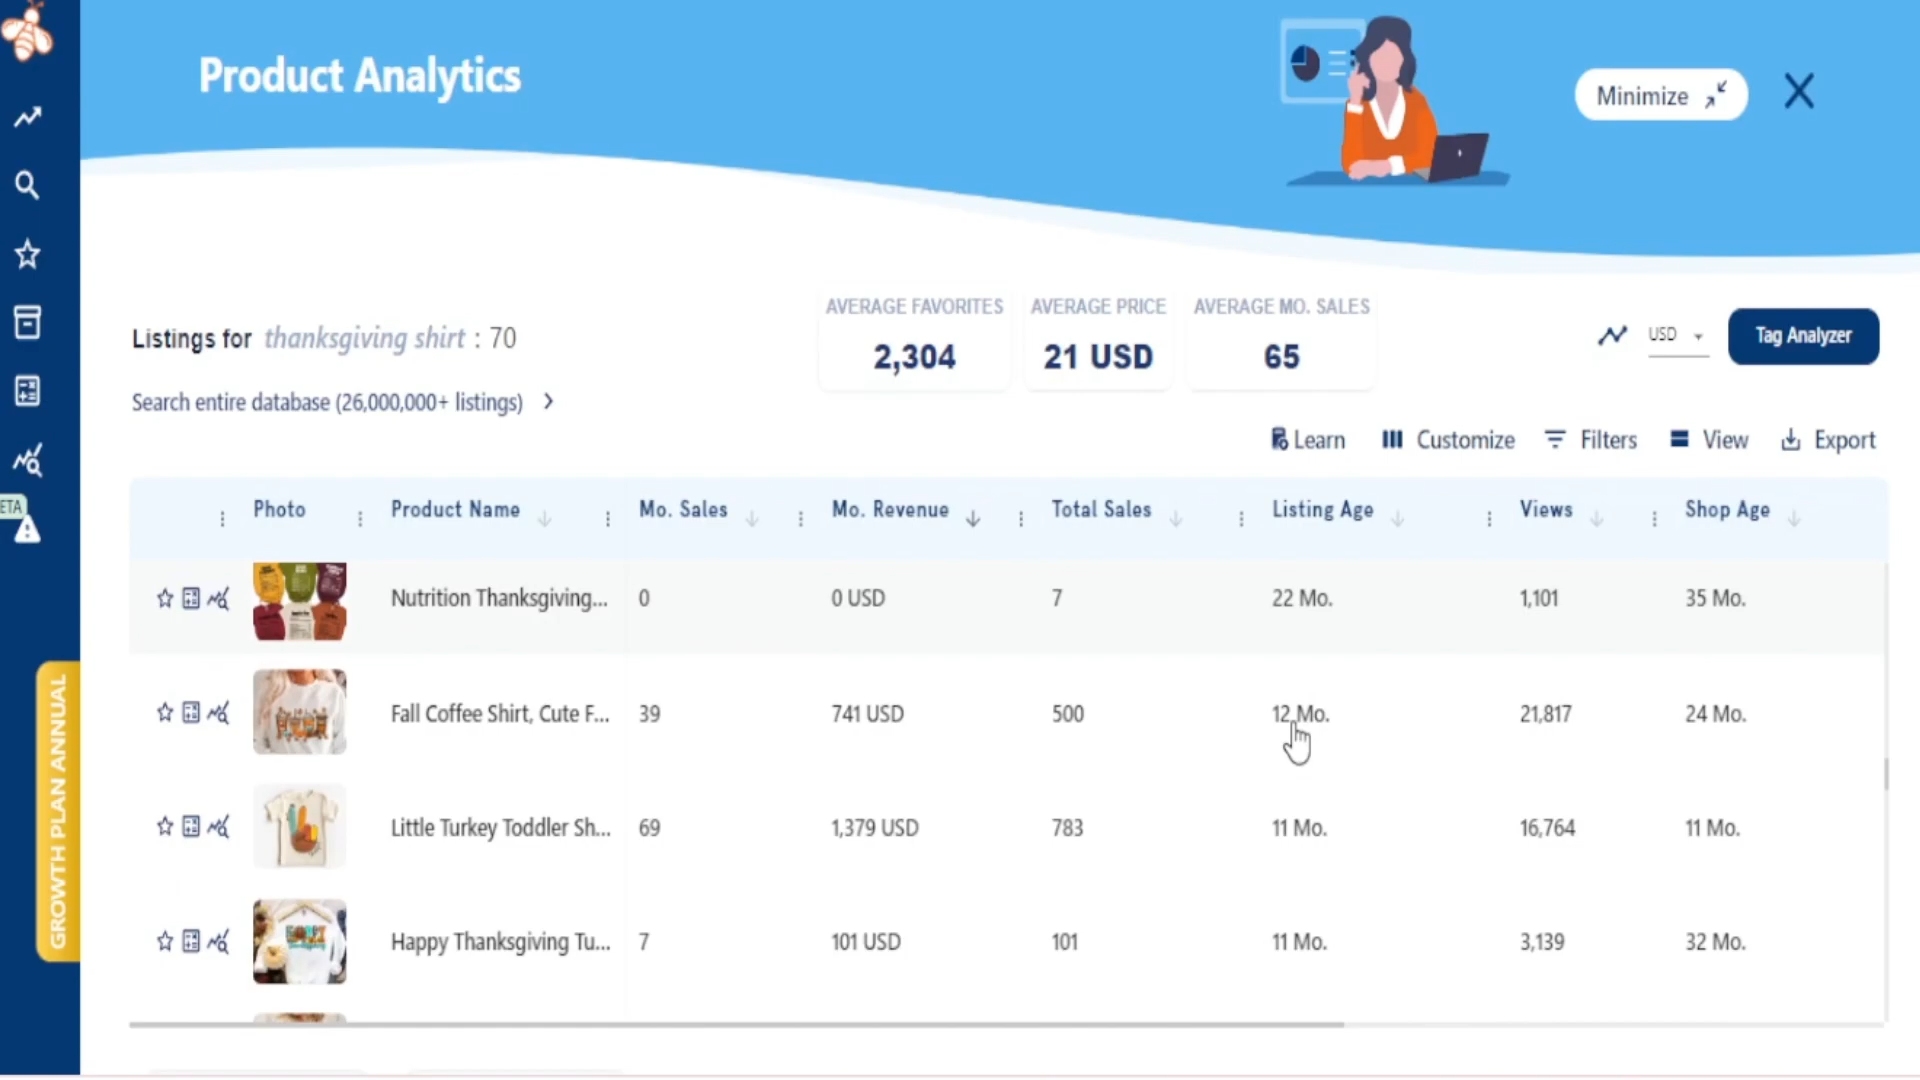 Product Analytics
Minimize
Listings for thanksgiving shirt : 70
AVERAGE FAVORITES
2,304
AVERAGE PRICE
21 USD
AVERAGE MO. SALES
65
USD
Tag Analyzer
Search entire database (26,000,000+ listings)
Learn
Customize
Filters
View
Export
Photo
Product Name
Mo. Sales
Mo. Revenue
Total Sales
Listing Age
Views
Shop Age
Nutrition Thanksgiving... 0 0 USD 7 22 Mo. 1,101 35 Mo.
Fall Coffee Shirt, Cute F... 39 741 USD 500 12 Mo. 21,817 24 Mo.
Little Turkey Toddler Sh... 69 1,379 USD 783 11 Mo. 16,764 11 Mo.
Happy Thanksgiving Tu... 7 101 USD 101 11 Mo. 3,139 32 Mo.
ETA
GROWTH PLAN ANNUAL